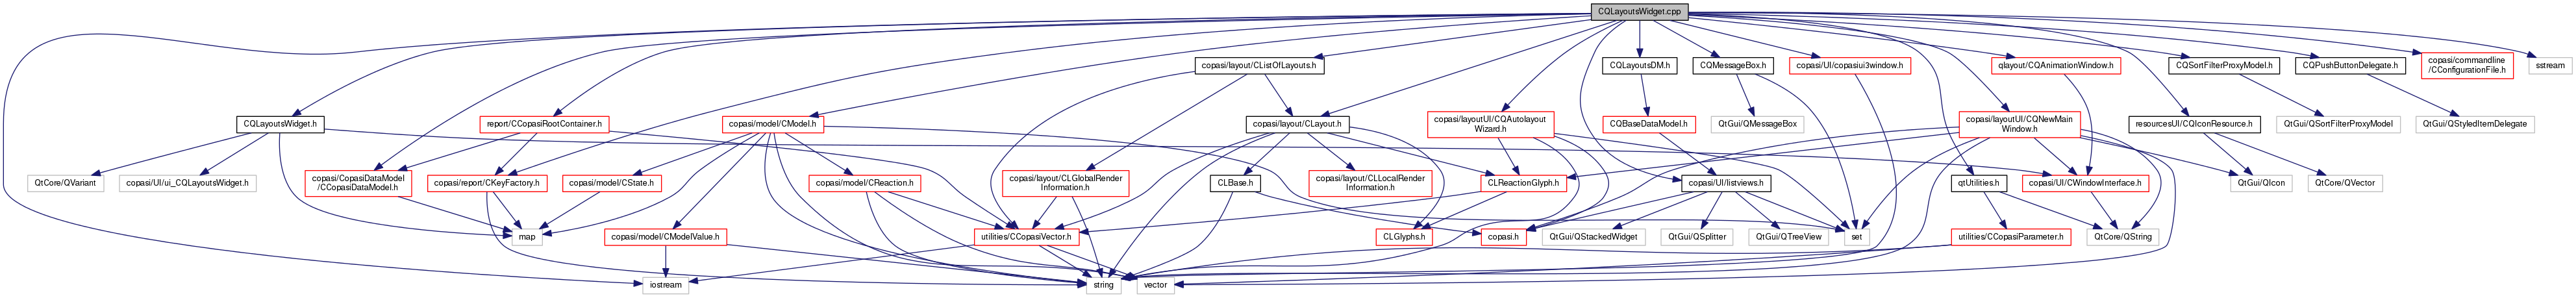 CQLayoutsWidget.cpp
copasi/layout/CListOfLayouts.h
CQLayoutsDM.h
CQMessageBox.h
copasi/UI/copasiui3window.h
qlayout/CQAnimationWindow.h
CQSortFilterProxyModel.h
CQPushButtonDelegate.h
copasi/commandline
/CConfigurationFile.h
sstream
CQLayoutsWidget.h
report/CCopasiRootContainer.h
copasi/model/CModel.h
copasi/layout/CLayout.h
copasi/layoutUI/CQAutolayout
Wizard.h
CQBaseDataModel.h
QtGui/QMessageBox
copasi/layoutUI/CQNewMain
Window.h
resourcesUI/CQIconResource.h
QtGui/QSortFilterProxyModel
QtGui/QStyledItemDelegate
QtCore/QVariant
copasi/UI/ui_CQLayoutsWidget.h
copasi/CopasiDataModel
/CCopasiDataModel.h
copasi/report/CKeyFactory.h
copasi/model/CState.h
copasi/model/CReaction.h
copasi/layout/CLGlobalRender
Information.h
CLBase.h
copasi/layout/CLLocalRender
Information.h
CLReactionGlyph.h
copasi/UI/listviews.h
qtUtilities.h
copasi/UI/CWindowInterface.h
QtGui/QIcon
QtCore/QVector
map
copasi/model/CModelValue.h
utilities/CCopasiVector.h
CLGlyphs.h
copasi.h
QtGui/QStackedWidget
QtGui/QSplitter
QtGui/QTreeView
set
utilities/CCopasiParameter.h
QtCore/QString
iostream
string
vector